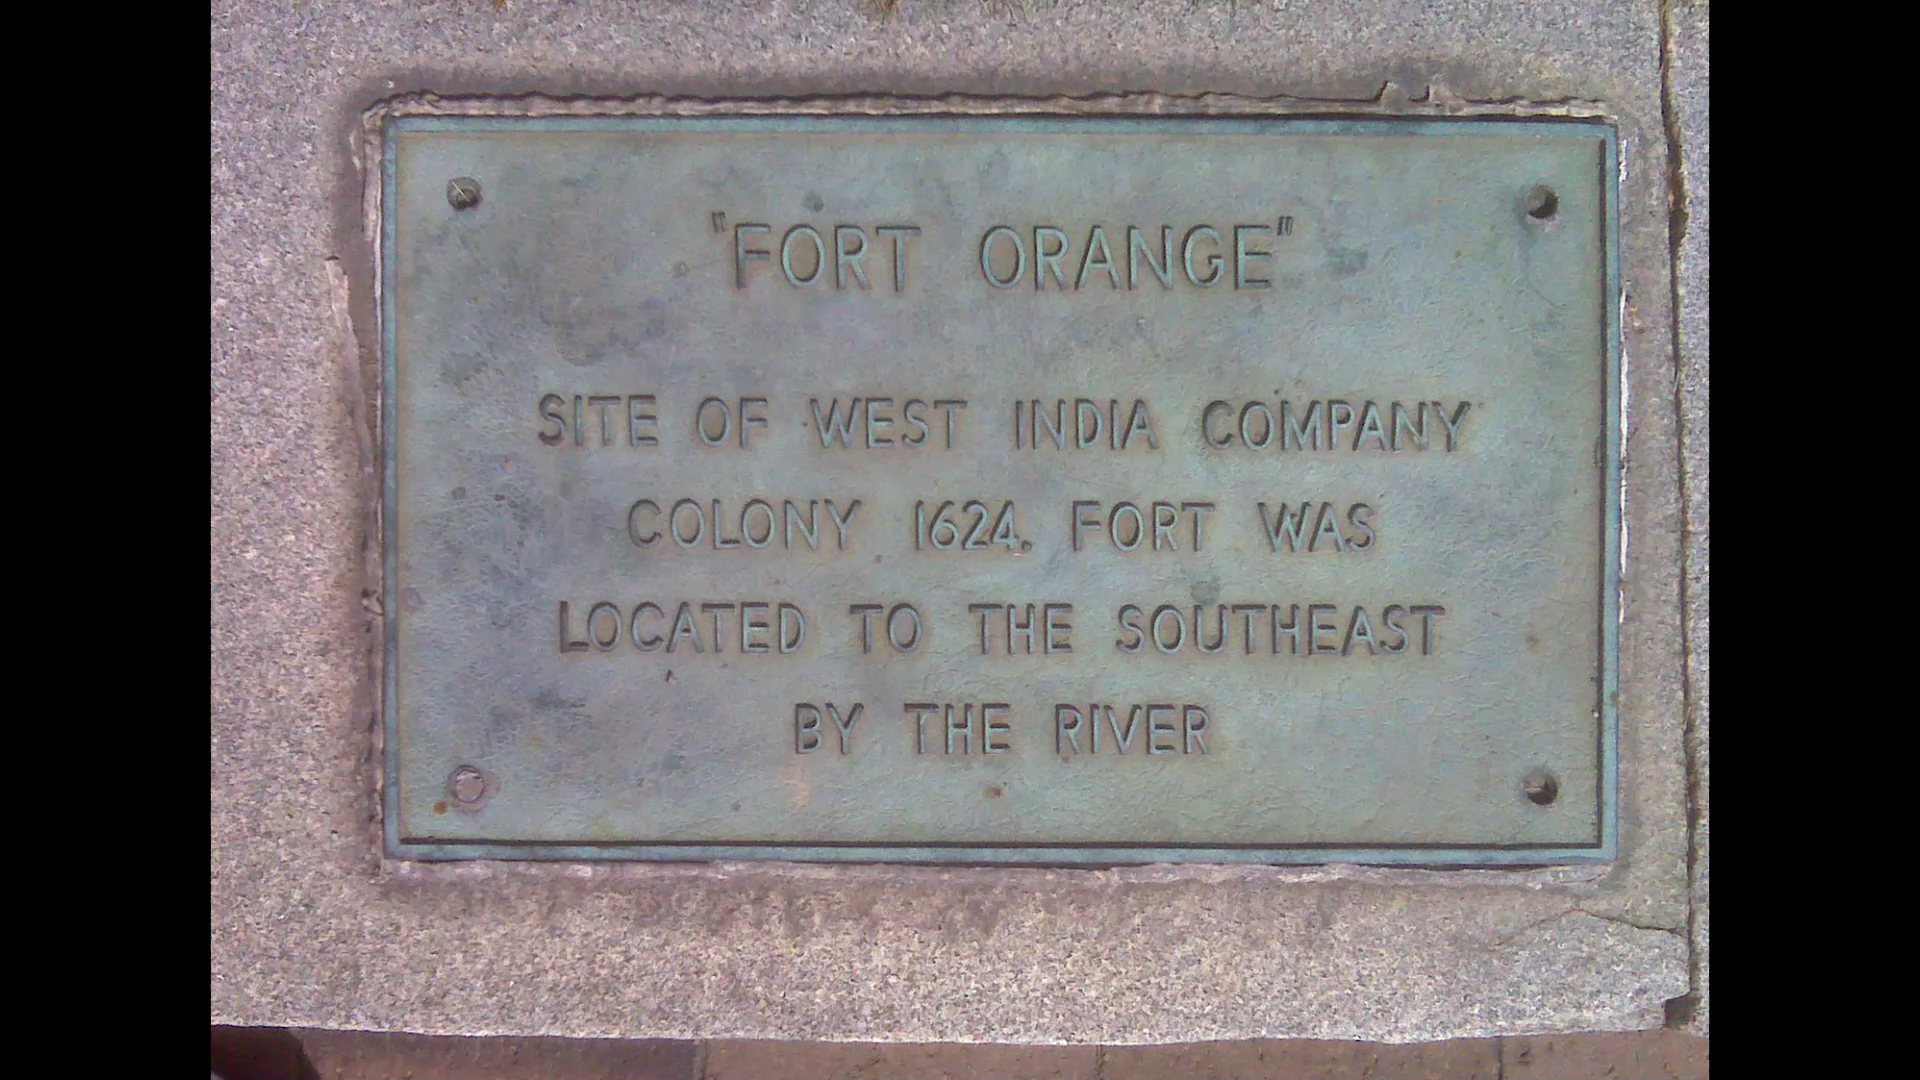 "FORT ORANGE"
SITE OF WEST INDIA COMPANY
COLONY 1624. FORT WAS
LOCATED TO THE SOUTHEAST
BY THE RIVER